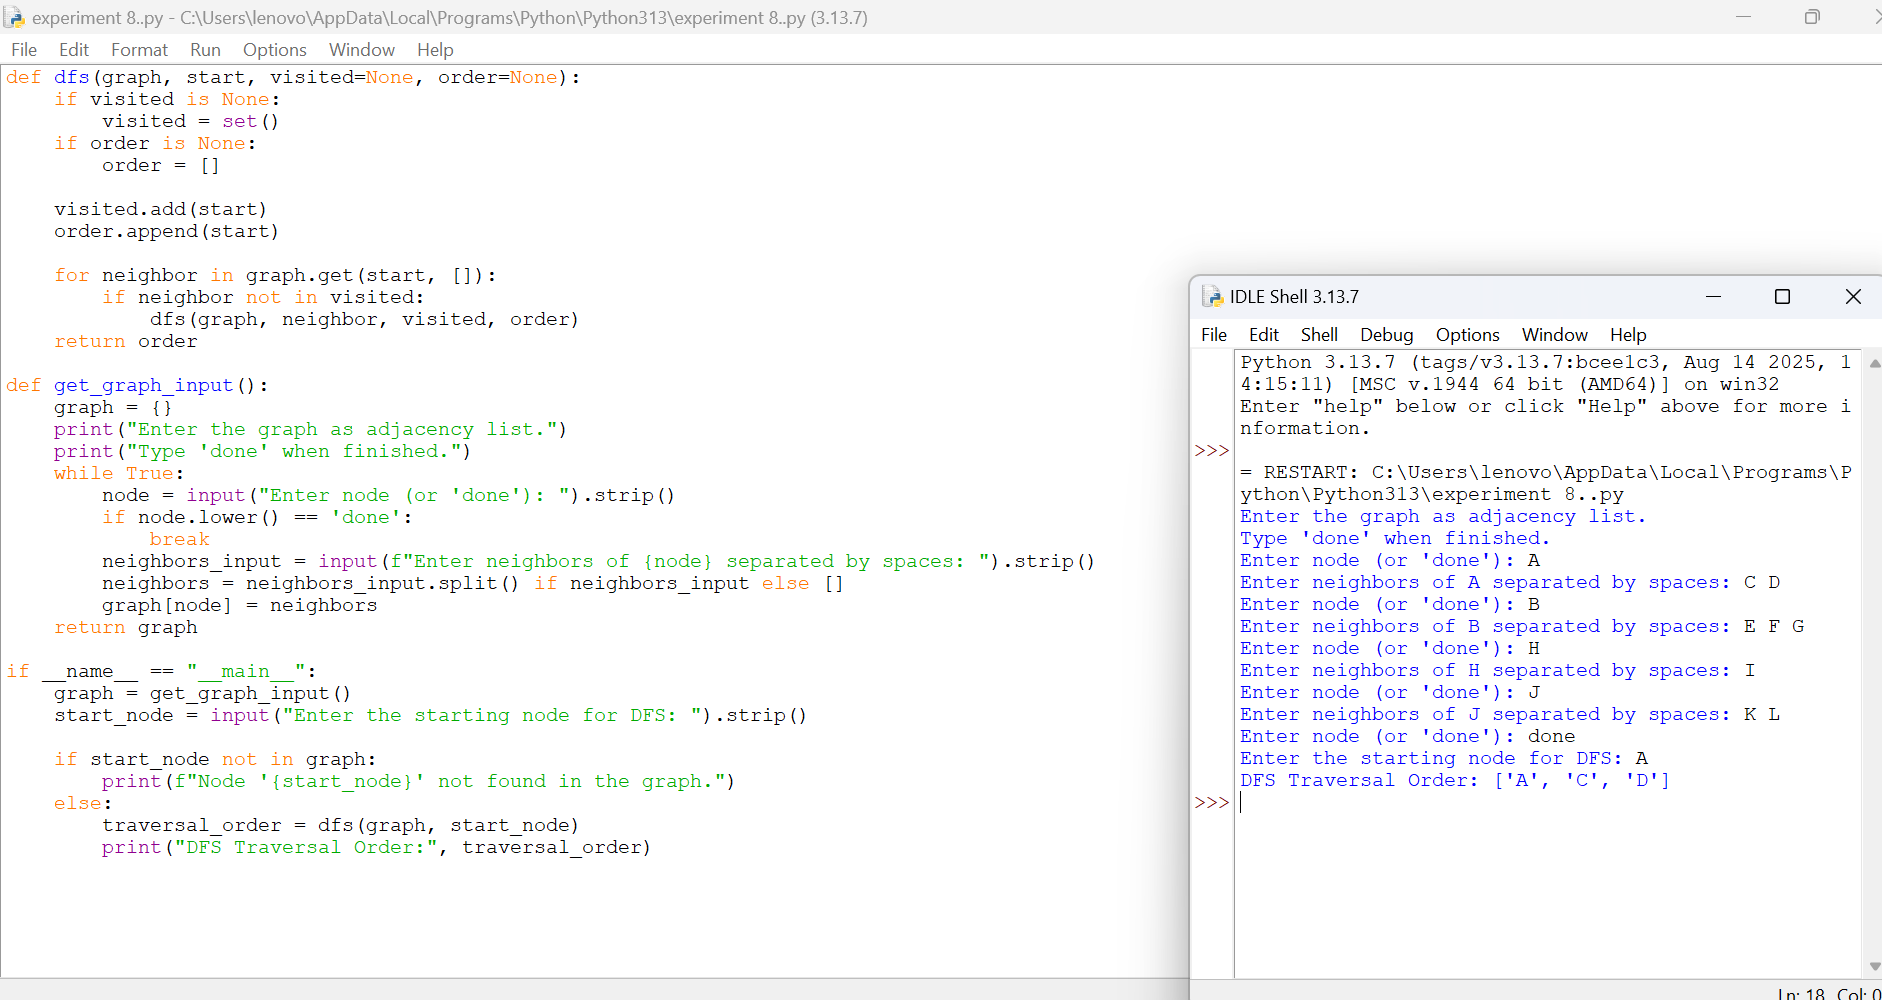 experiment 8..py - C:\Users\lenovo\AppData\Local\Programs\Python\Python313\experiment 8..py (3.13.7)
File Edit Format Run Options Window Help
def dfs(graph, start, visited=None, order=None):
    if visited is None:
        visited = set()
    if order is None:
        order = []

    visited.add(start)
    order.append(start)

    for neighbor in graph.get(start, []):
        if neighbor not in visited:
            dfs(graph, neighbor, visited, order)
    return order

def get_graph_input():
    graph = {}
    print("Enter the graph as adjacency list.")
    print("Type 'done' when finished.")
    while True:
        node = input("Enter node (or 'done'): ").strip()
        if node.lower() == 'done':
            break
        neighbors_input = input(f"Enter neighbors of {node} separated by spaces: ").strip()
        neighbors = neighbors_input.split() if neighbors_input else []
        graph[node] = neighbors
    return graph

if __name__ == "__main__":
    graph = get_graph_input()
    start_node = input("Enter the starting node for DFS: ").strip()

    if start_node not in graph:
        print(f"Node '{start_node}' not found in the graph.")
    else:
        traversal_order = dfs(graph, start_node)
        print("DFS Traversal Order:", traversal_order)
IDLE Shell 3.13.7
File Edit Shell Debug Options Window Help
Python 3.13.7 (tags/v3.13.7:bcee1c3, Aug 14 2025, 1
4:15:11) [MSC v.1944 64 bit (AMD64)] on win32
Enter "help" below or click "Help" above for more i
nformation.
>>>
= RESTART: C:\Users\lenovo\AppData\Local\Programs\P
ython\Python313\experiment 8..py
Enter the graph as adjacency list.
Type 'done' when finished.
Enter node (or 'done'): A
Enter neighbors of A separated by spaces: C D
Enter node (or 'done'): B
Enter neighbors of B separated by spaces: E F G
Enter node (or 'done'): H
Enter neighbors of H separated by spaces: I
Enter node (or 'done'): J
Enter neighbors of J separated by spaces: K L
Enter node (or 'done'): done
Enter the starting node for DFS: A
DFS Traversal Order: ['A', 'C', 'D']
>>>
Ln: 18 Col: 0